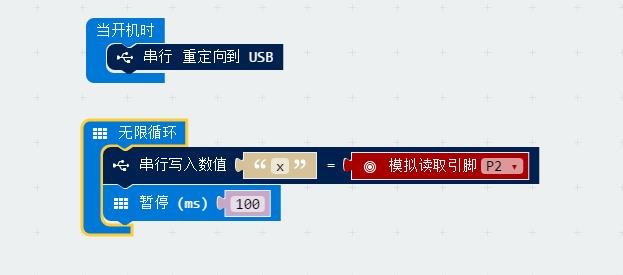 当开机时
串行 重定向到 USB
无限循环
串行写入数值 “ x ” = 模拟读取引脚 P2
暂停 (ms) 100